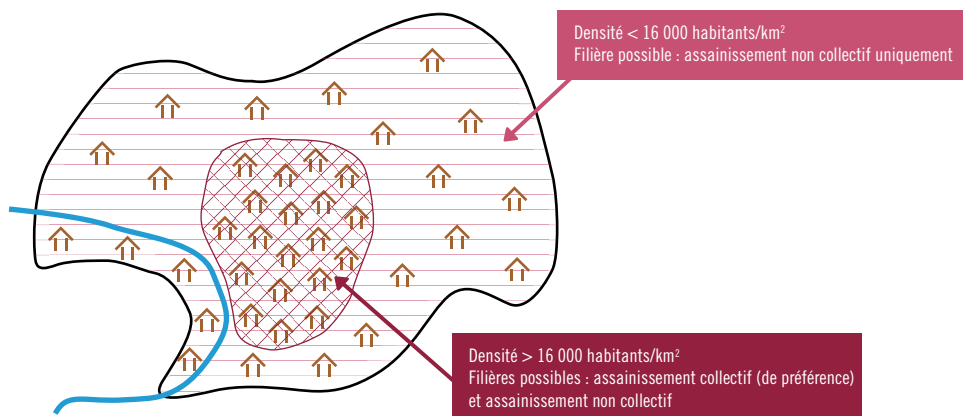 Densité < 16 000 habitants/km²
Filière possible : assainissement non collectif uniquement
Densité > 16 000 habitants/km²
Filières possibles : assainissement collectif (de préférence)
et assainissement non collectif